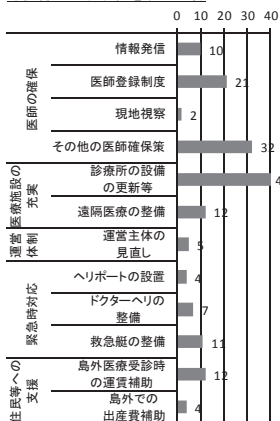 0 10 20 30 40
医師の確保
情報発信 10
医師登録制度 21
現地視察 2
その他の医師確保策 32
医療施設の
充実
診療所の設備
の更新等 4
遠隔医療の整備 12
運営
体制
運営主体の
見直し 5
緊急時対応
ヘリポートの設置 4
ドクターヘリの
整備 7
救急艇の整備 11
住民等への
支援
島外医療受診時
の運賃補助 12
島外での
出産費補助 4